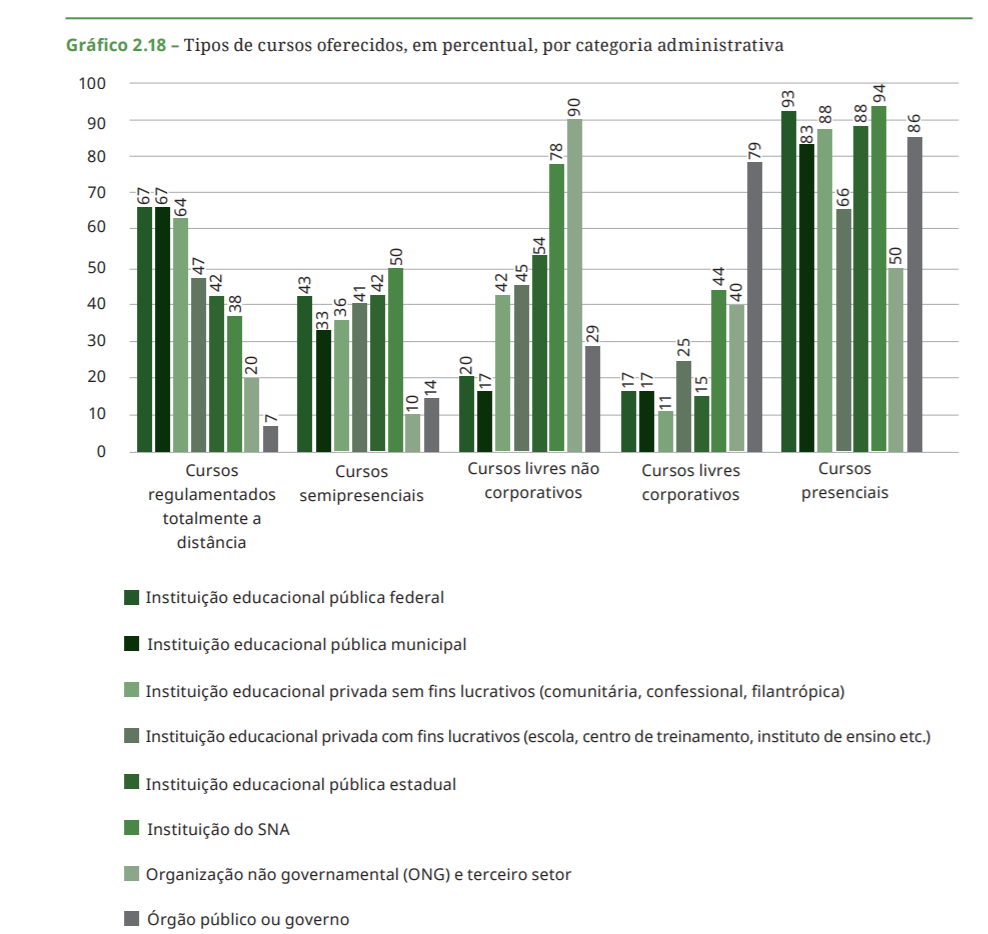 Gráfico 2.18 – Tipos de cursos oferecidos, em percentual, por categoria administrativa
100
90
80
70
60
50
40
30
20
10
0
67
67
64
47
42
38
20
7
43
33
36
41
42
50
10
14
20
17
42
45
54
78
90
29
17
17
11
25
15
44
40
79
93
83
88
66
88
94
50
86
Cursos
regulamentados
totalmente a
distância
Cursos
semipresenciais
Cursos livres não
corporativos
Cursos livres
corporativos
Cursos
presenciais
Instituição educacional pública federal
Instituição educacional pública municipal
Instituição educacional privada sem fins lucrativos (comunitária, confessional, filantrópica)
Instituição educacional privada com fins lucrativos (escola, centro de treinamento, instituto de ensino etc.)
Instituição educacional pública estadual
Instituição do SNA
Organização não governamental (ONG) e terceiro setor
Órgão público ou governo